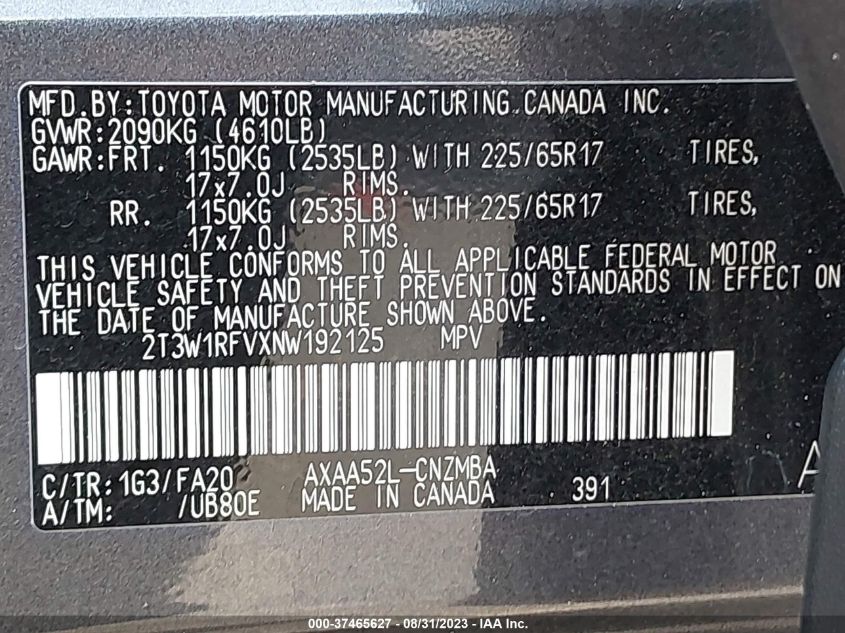 MFD.BY:TOYOTA MOTOR MANUFACTURING CANADA INC.
GVWR:2090KG (4610LB)
GAWR:FRT. 1150KG (2535LB) WITH 225/65R17 TIRES,
17x7.0J RIMS.
RR. 1150KG (2535LB) WITH 225/65R17 TIRES,
17x7.0J RIMS.
THIS VEHICLE CONFORMS TO ALL APPLICABLE FEDERAL MOTOR
VEHICLE SAFETY AND THEFT PREVENTION STANDARDS IN EFFECT ON
THE DATE OF MANUFACTURE SHOWN ABOVE.
2T3W1RFVXNW192125 MPV
C/TR:1G3/FA20 AXAA52L-CNZMBA
A/TM: /UB80E MADE IN CANADA 391
000-37465627 - 08/31/2023 - IAA Inc.